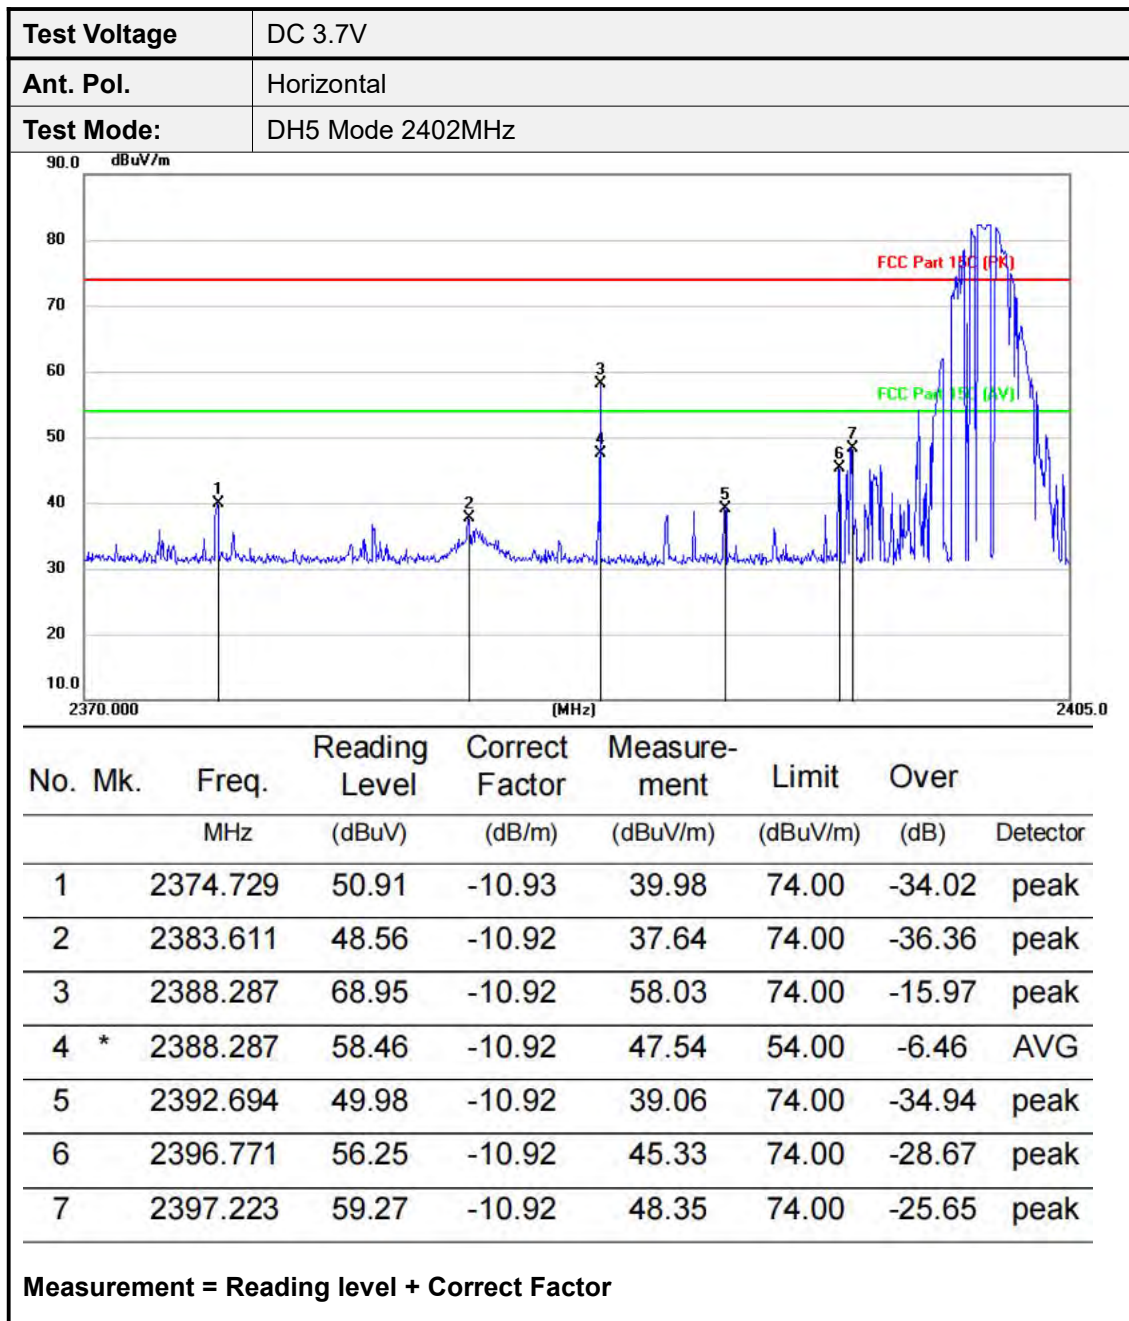 Test Voltage DC 3.7V
Ant. Pol. Horizontal
Test Mode: DH5 Mode 2402MHz
90.0 dBuV/m
80
FCC Part 15C (PK)
70
60
3
FCC Part 15C (AV)
50
4 6 7
40
1 2 5
30
20
10.0
2370.000 (MHz) 2405.0
No. Mk. Freq. Reading Level Correct Factor Measure-ment Limit Over
MHz (dBuV) (dB/m) (dBuV/m) (dBuV/m) (dB) Detector
1 2374.729 50.91 -10.93 39.98 74.00 -34.02 peak
2 2383.611 48.56 -10.92 37.64 74.00 -36.36 peak
3 2388.287 68.95 -10.92 58.03 74.00 -15.97 peak
4 * 2388.287 58.46 -10.92 47.54 54.00 -6.46 AVG
5 2392.694 49.98 -10.92 39.06 74.00 -34.94 peak
6 2396.771 56.25 -10.92 45.33 74.00 -28.67 peak
7 2397.223 59.27 -10.92 48.35 74.00 -25.65 peak
Measurement = Reading level + Correct Factor